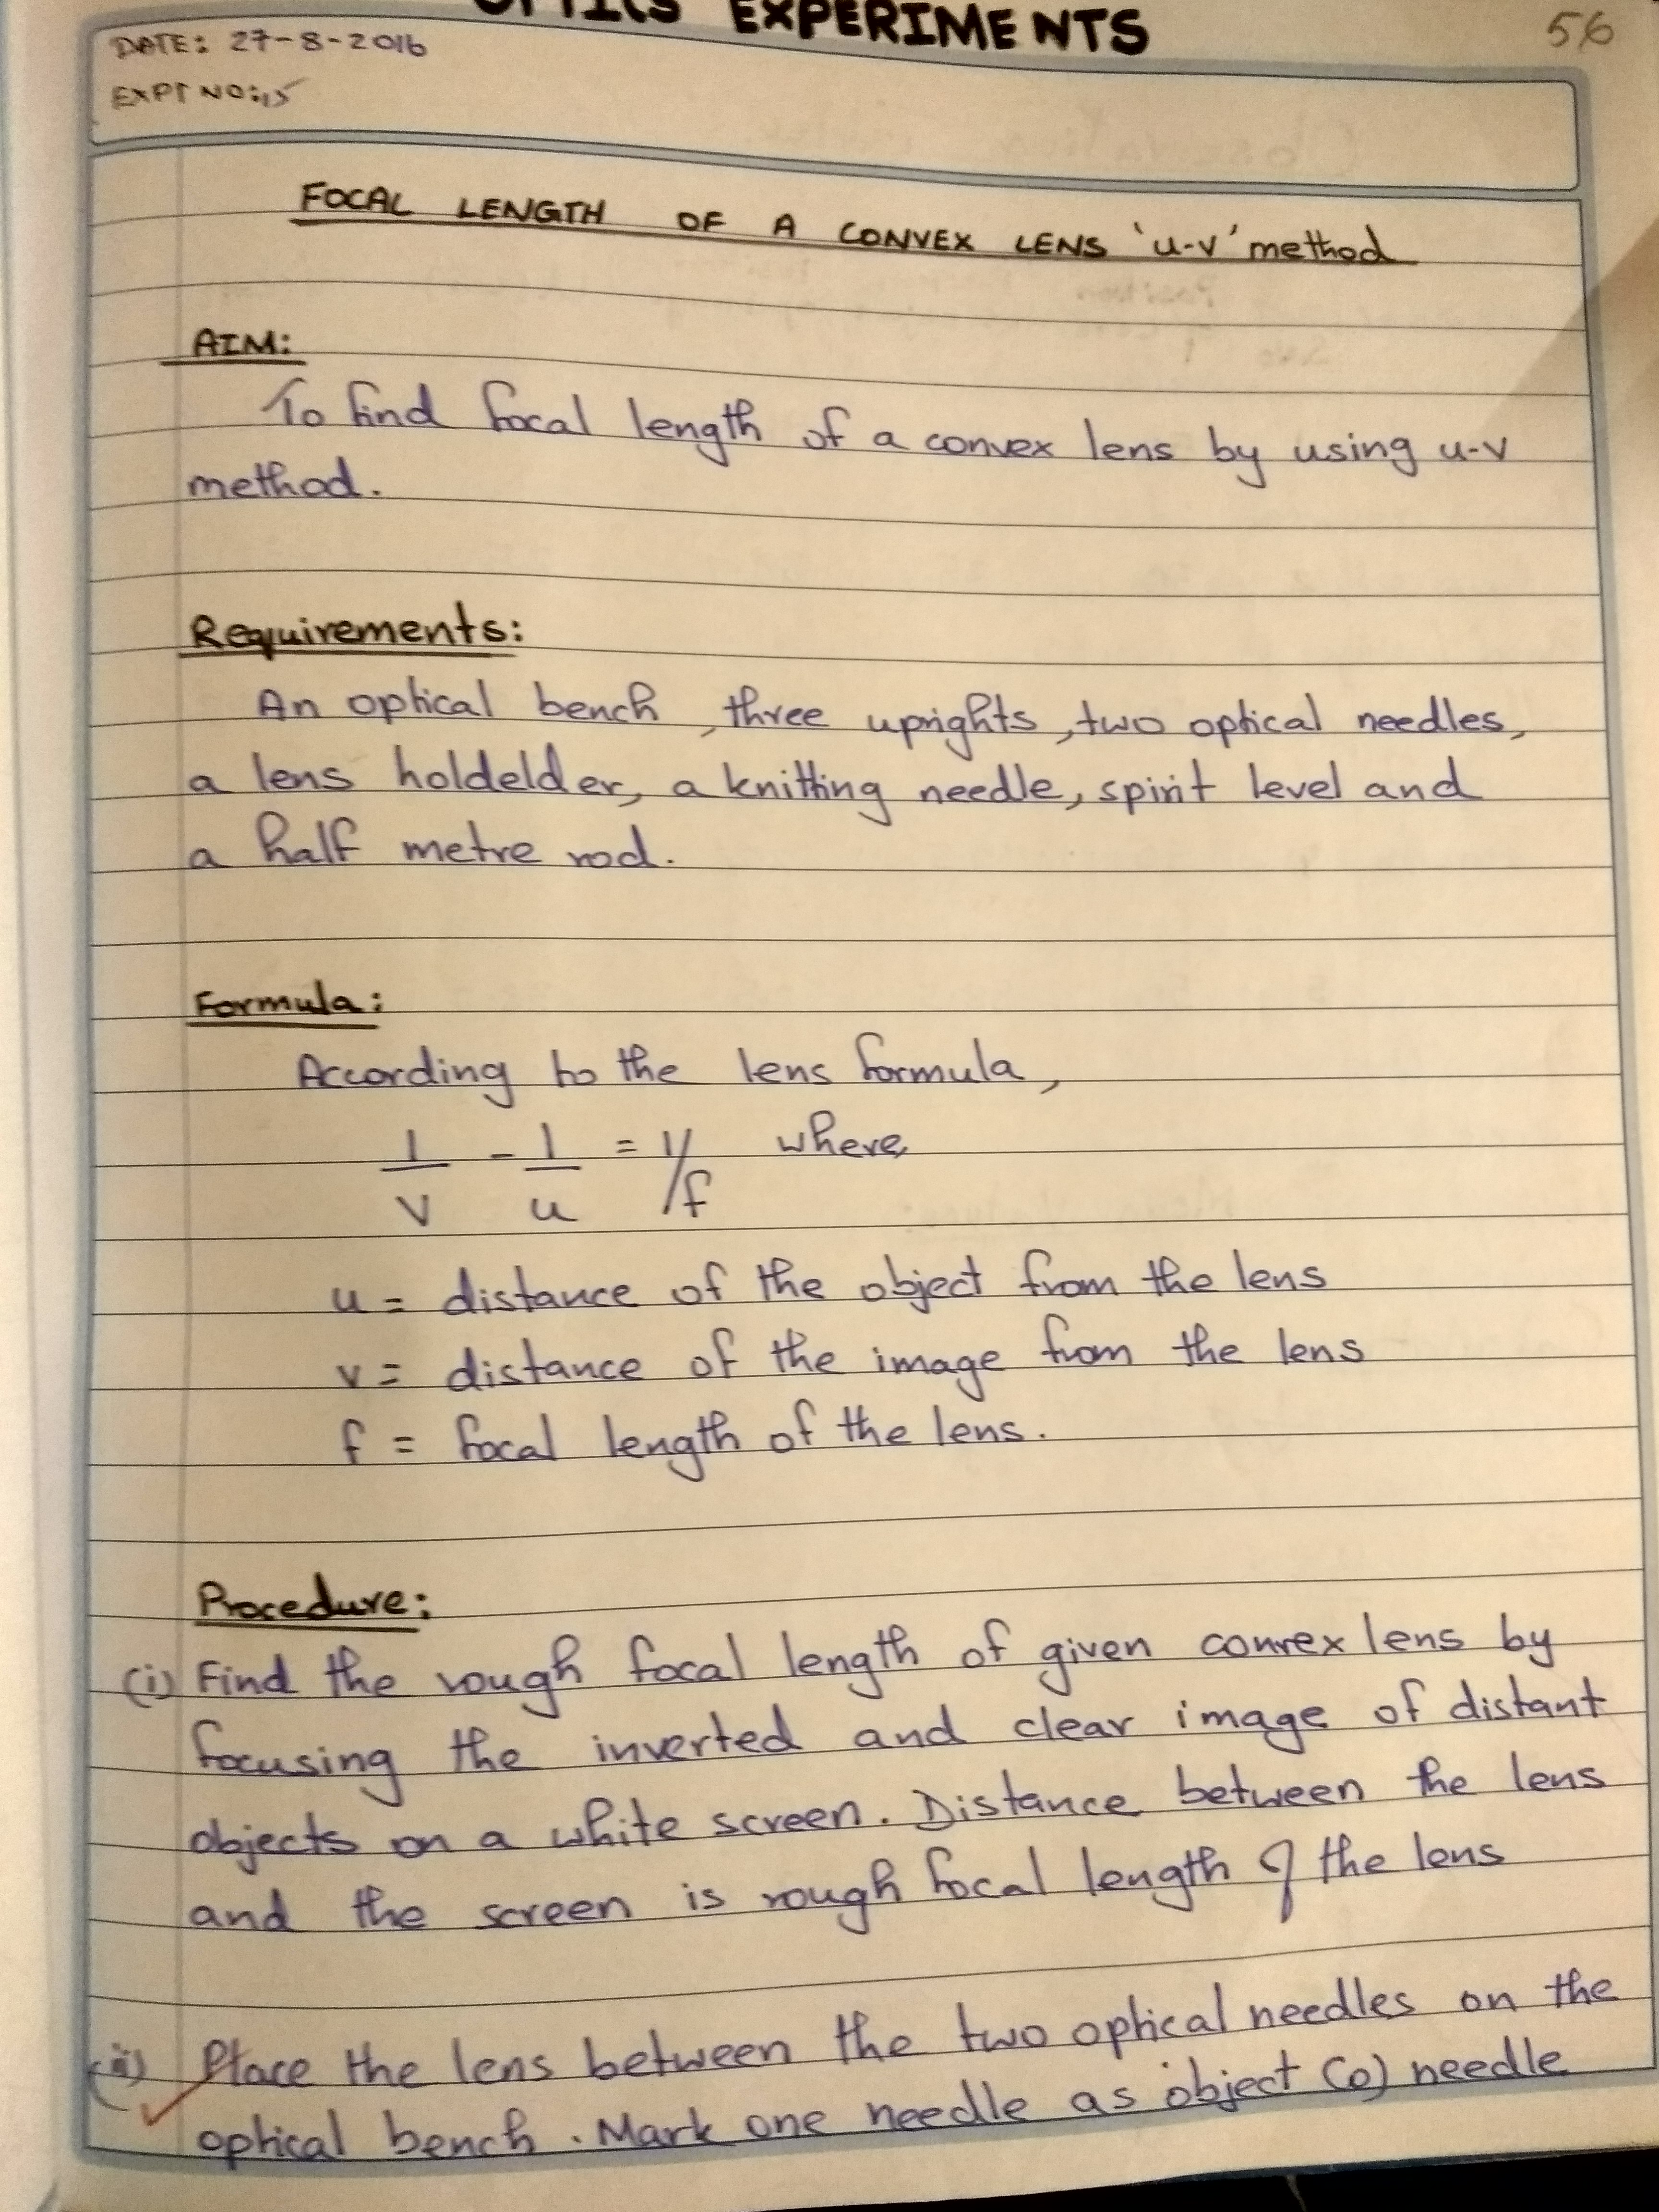 OPTICS EXPERIMENTS
56
DATE: 27-8-2016
EXPT NO:15
FOCAL LENGTH OF A CONVEX LENS 'u-v' method
AIM:
To find focal length of a convex lens by using u-v
method.
Requirements:
An optical bench, three uprights, two optical needles,
a lens holdelder, a knitting needle, spirit level and
a half metre rod.
Formula:
According to the lens formula,
1/v - 1/u = 1/f where,
u = distance of the object from the lens
v = distance of the image from the lens
f = focal length of the lens.
Procedure:
(i) Find the rough focal length of given convex lens by
focusing the inverted and clear image of distant
objects on a white screen. Distance between the lens
and the screen is rough focal length of the lens
(ii) Place the lens between the two optical needles on the
optical bench. Mark one needle as object (o) needle